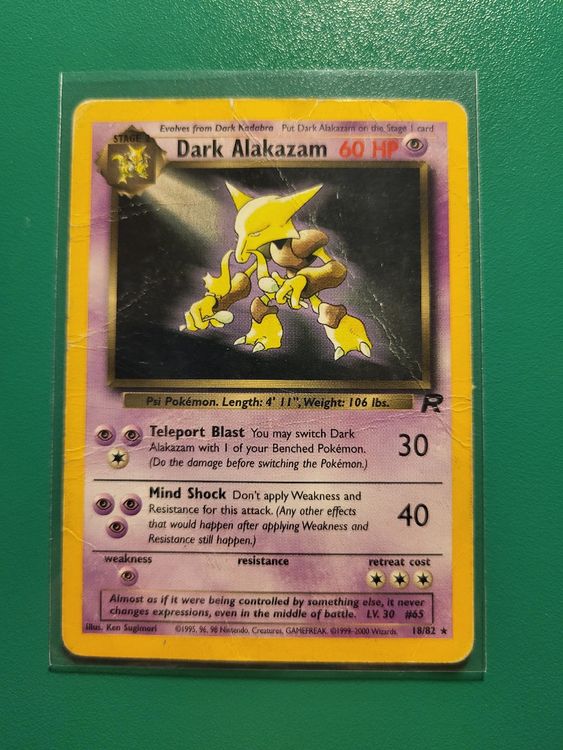 Evolves from Dark Kadabra Put Dark Alakazam on the Stage 1 card
STAGE 2
Dark Alakazam 60 HP
Psi Pokémon. Length: 4' 11", Weight: 106 lbs.
R
Teleport Blast You may switch Dark
Alakazam with 1 of your Benched Pokémon.
(Do the damage before switching the Pokémon.)
30
Mind Shock Don't apply Weakness and
Resistance for this attack. (Any other effects
that would happen after applying Weakness and
Resistance still happen.)
40
weakness resistance retreat cost
Almost as if it were being controlled by something else, it never
changes expressions, even in the middle of battle. LV. 30 #65
Illus. Ken Sugimori ©1995, 96, 98 Nintendo, Creatures, GAMEFREAK. ©1999-2000 Wizards. 18/82 ★